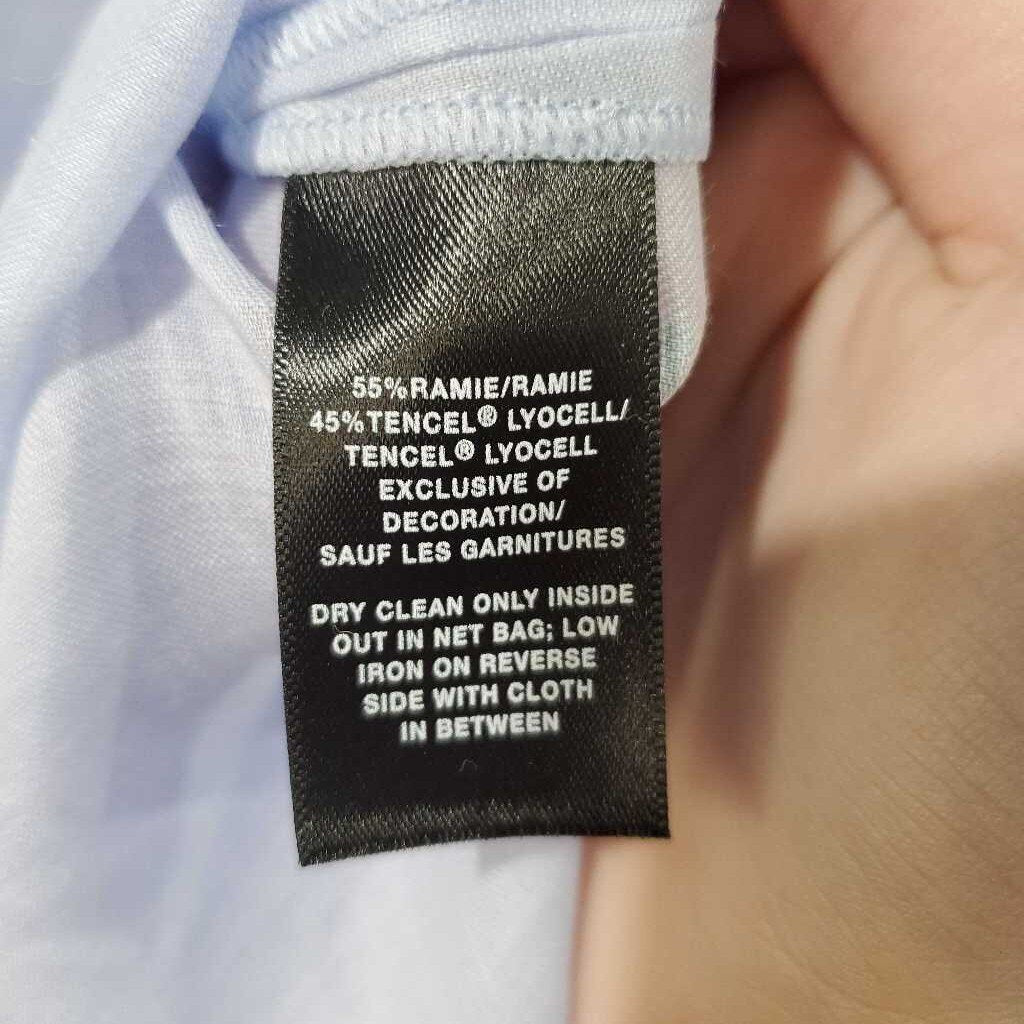 55%RAMIE/RAMIE
45%TENCEL® LYOCELL/
TENCEL® LYOCELL
EXCLUSIVE OF
DECORATION/
SAUF LES GARNITURES
DRY CLEAN ONLY INSIDE
OUT IN NET BAG; LOW
IRON ON REVERSE
SIDE WITH CLOTH
IN BETWEEN